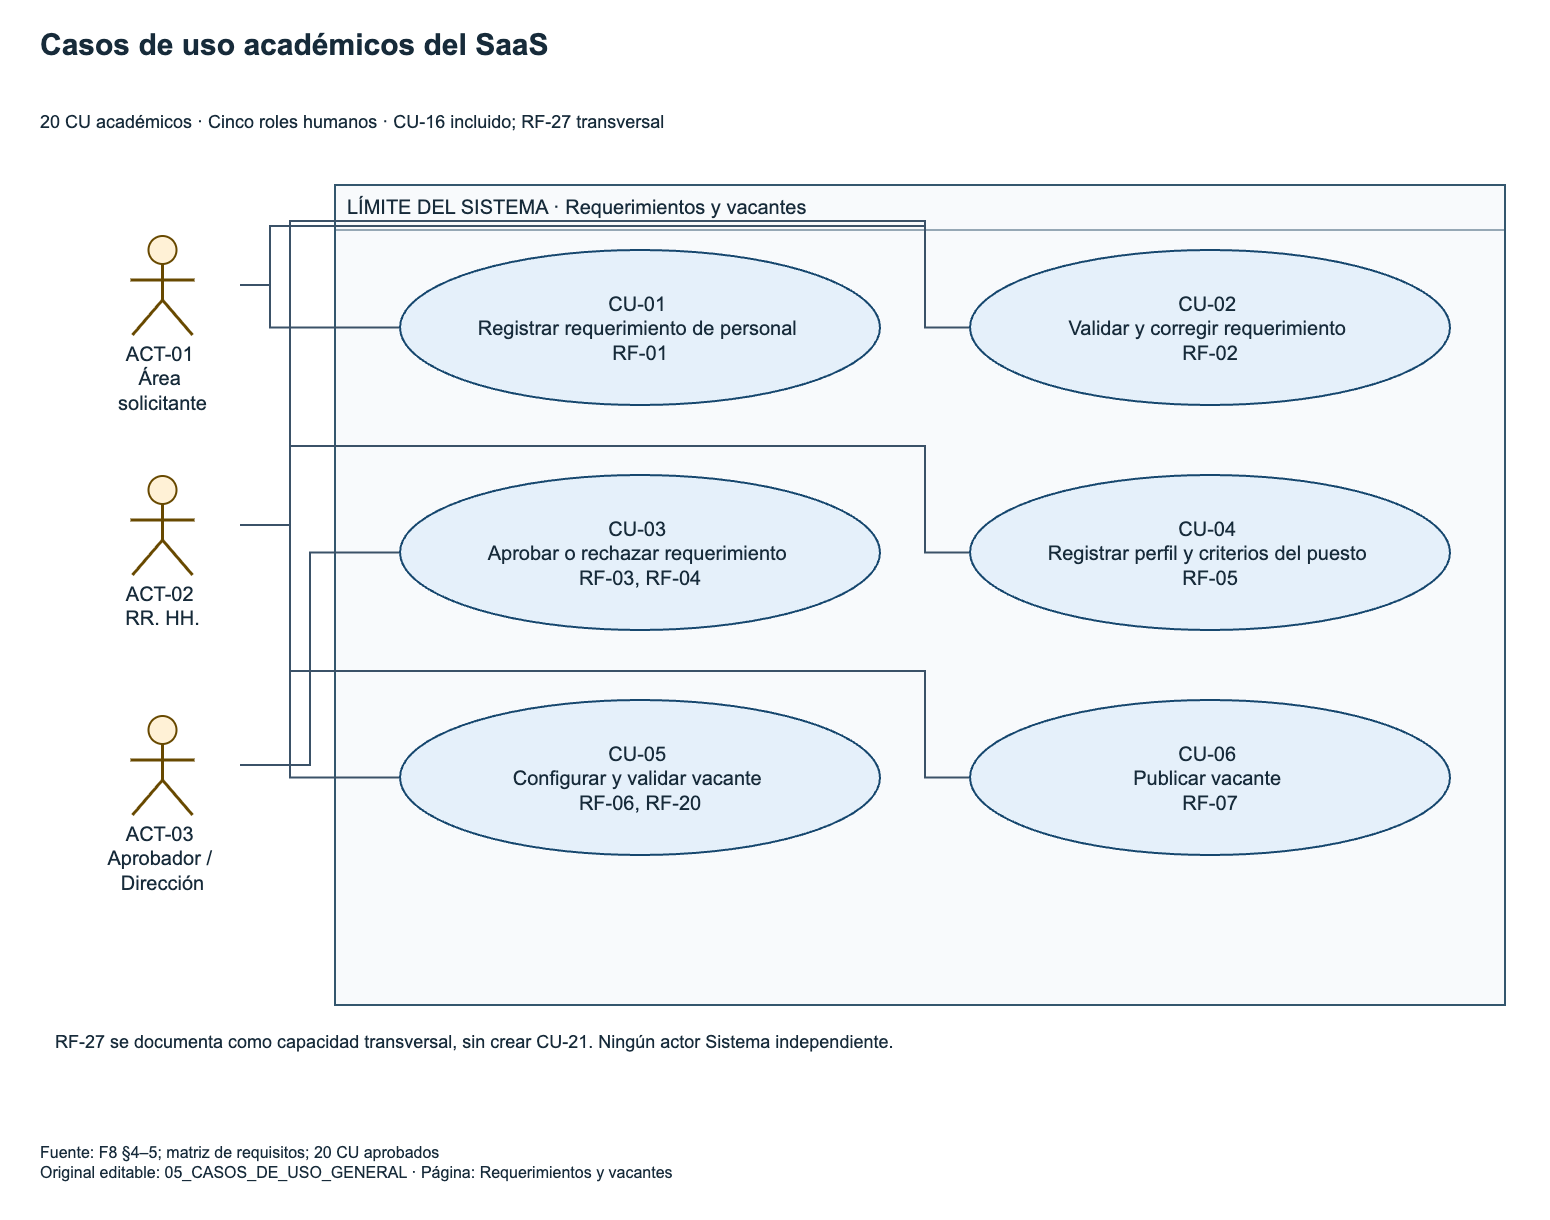 Casos de uso académicos del SaaS
20 CU académicos · Cinco roles humanos · CU-16 incluido; RF-27 transversal
LÍMITE DEL SISTEMA · Requerimientos y vacantes
ACT-01
Área
solicitante
CU-01
Registrar requerimiento de personal
RF-01
CU-02
Validar y corregir requerimiento
RF-02
ACT-02
RR. HH.
CU-03
Aprobar o rechazar requerimiento
RF-03, RF-04
CU-04
Registrar perfil y criterios del puesto
RF-05
ACT-03
Aprobador /
Dirección
CU-05
Configurar y validar vacante
RF-06, RF-20
CU-06
Publicar vacante
RF-07
RF-27 se documenta como capacidad transversal, sin crear CU-21. Ningún actor Sistema independiente.
Fuente: F8 §4–5; matriz de requisitos; 20 CU aprobados
Original editable: 05_CASOS_DE_USO_GENERAL · Página: Requerimientos y vacantes